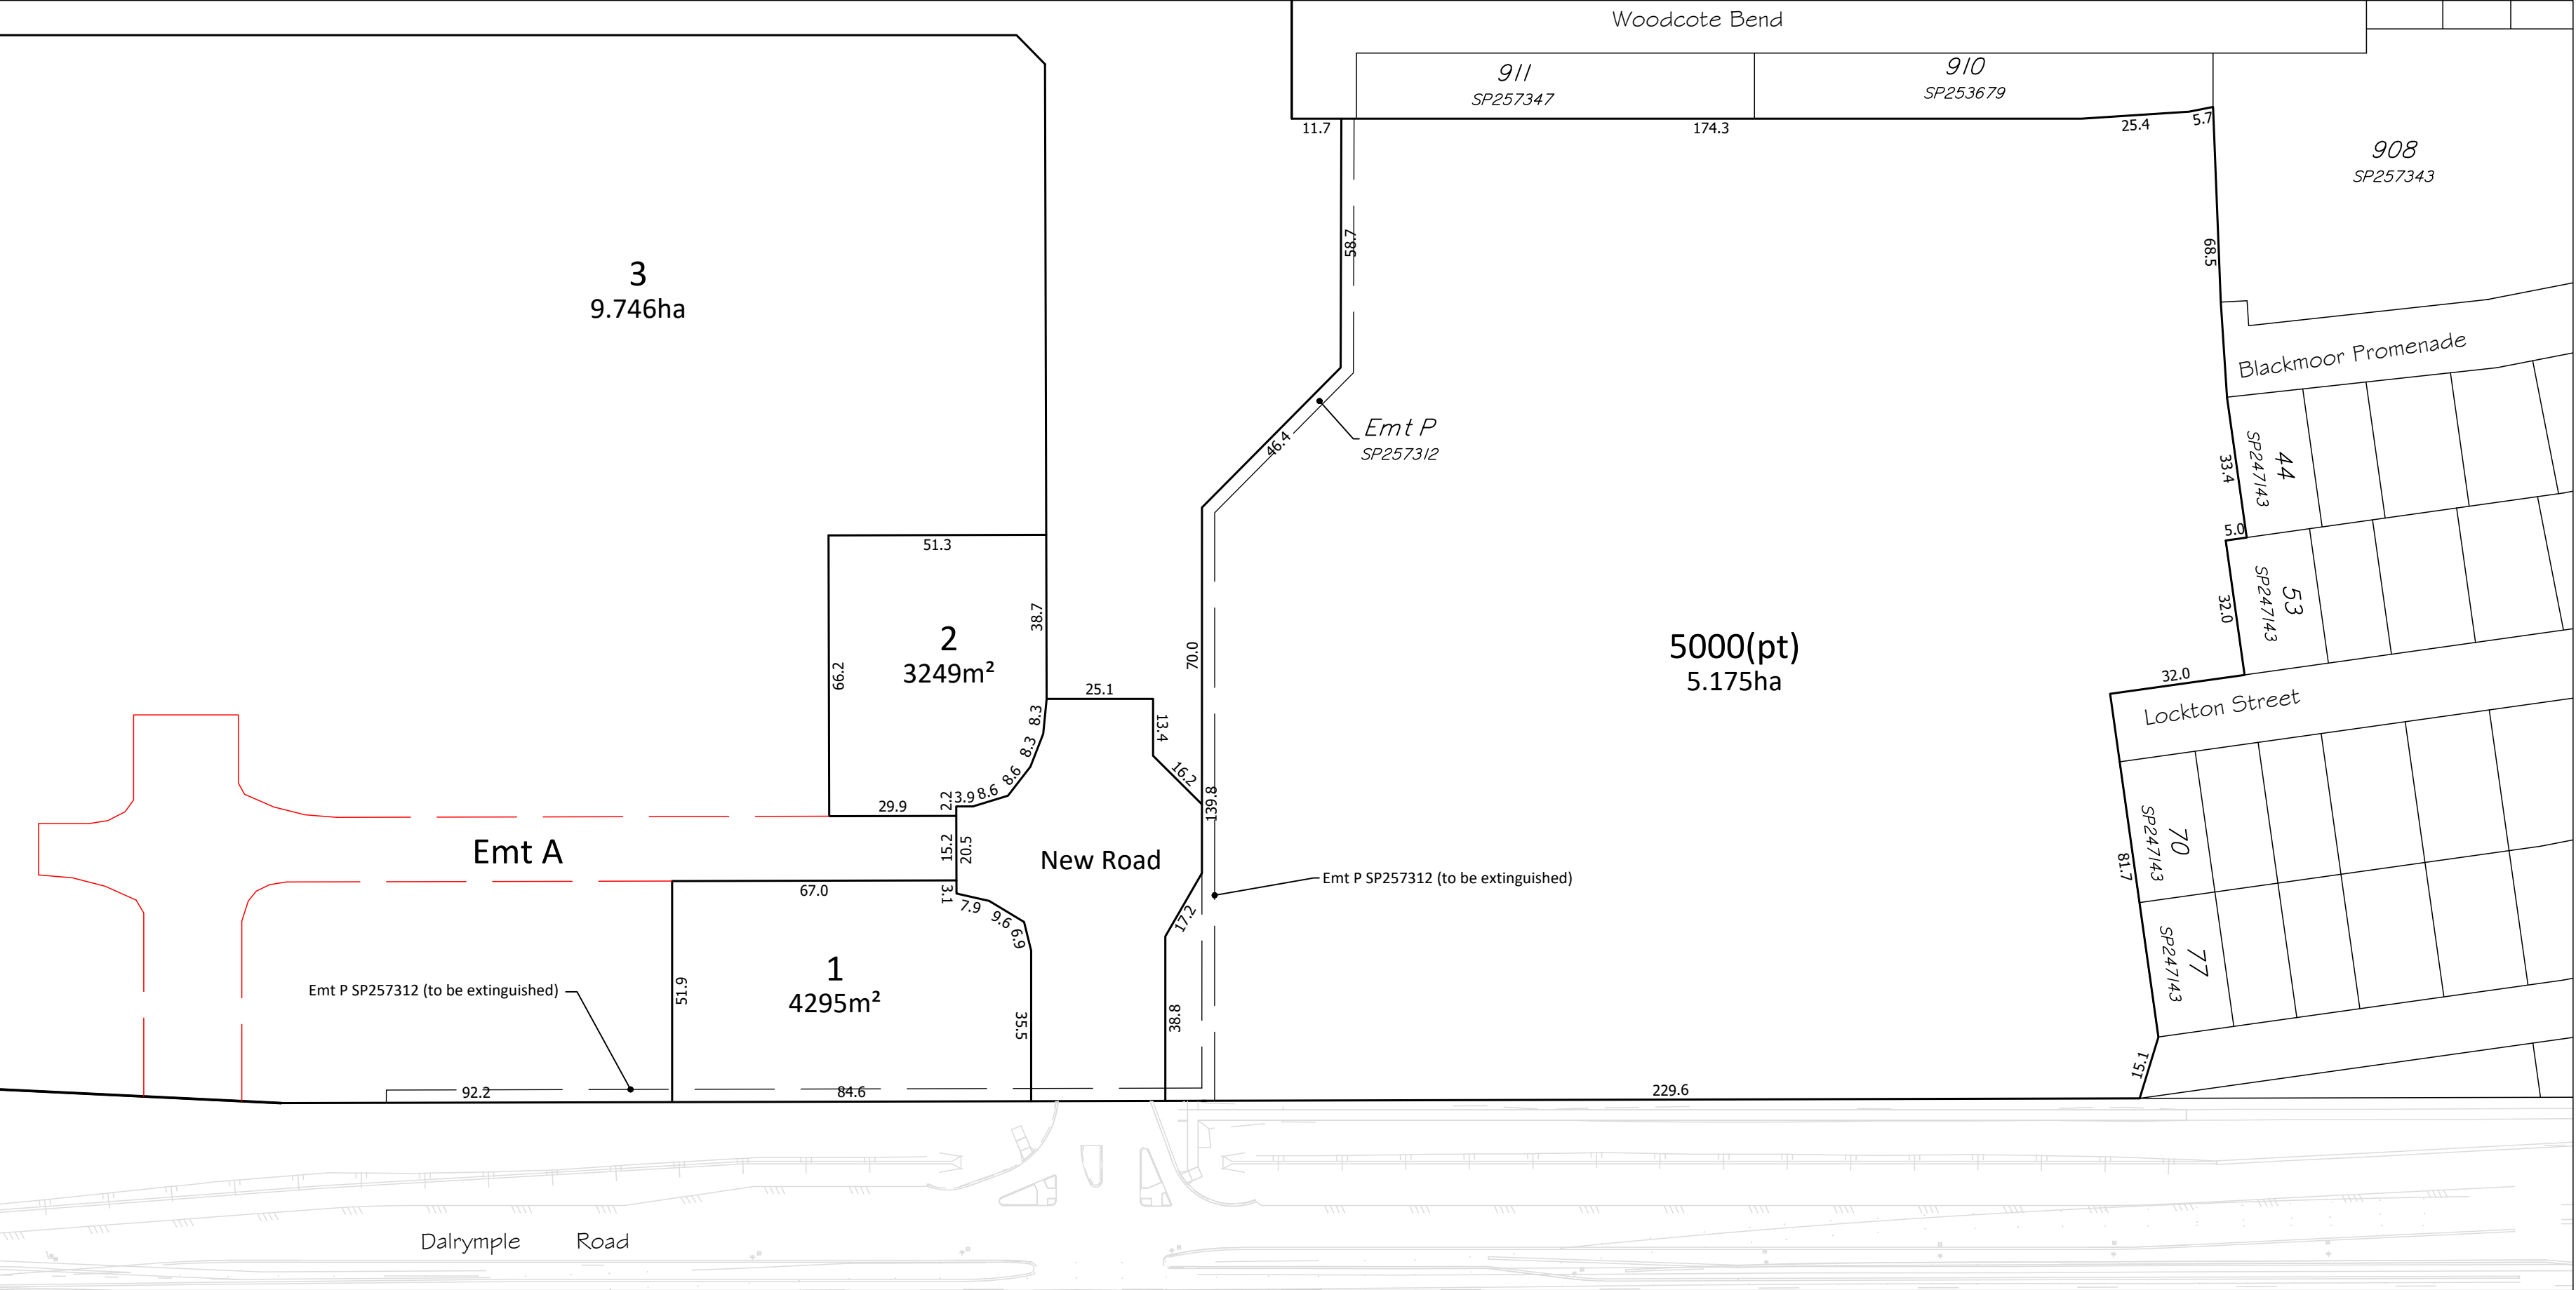 Woodcote Bend
911
SP257347
910
SP253679
11.7
174.3
25.4
5.7
908
SP257343
58.7
68.5
3
9.746ha
Blackmoor Promenade
Emt P
SP257312
46.4
44
SP247143
33.4
5.0
51.3
53
SP247143
32.0
38.7
2
3249m²
66.2
70.0
5000(pt)
5.175ha
32.0
Lockton Street
25.1
8.3
13.4
8.3
8.6
16.2
29.9
2.2
3.9
8.6
139.8
Emt A
15.2
20.5
New Road
70
SP247143
81.7
67.0
3.1
7.9
9.6
6.9
17.2
Emt P SP257312 (to be extinguished)
77
SP247143
1
4295m²
51.9
Emt P SP257312 (to be extinguished)
35.5
38.8
15.1
92.2
84.6
229.6
Dalrymple Road